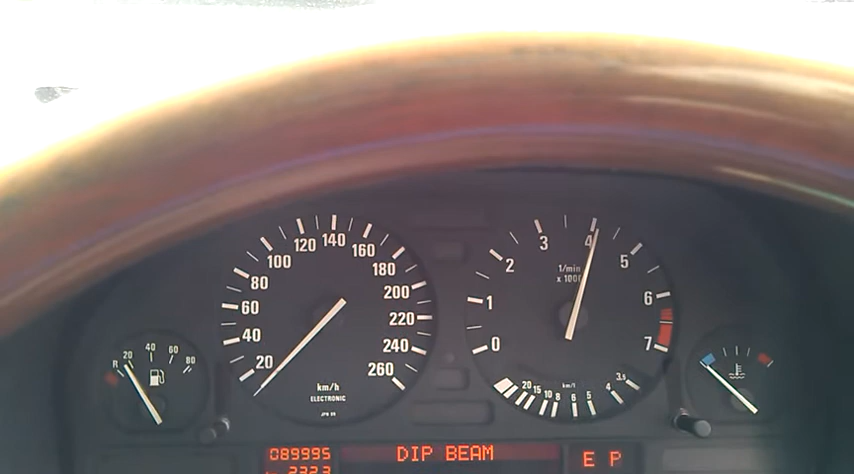 20 40 60 80 100 120 140 160 180 200 220 240 260
km/h
ELECTRONIC
0 1 2 3 4 5 6 7
1/min
x 1000
km/l
20 15 10 8 6 5 4 3.5
R 20 40 60 80
089995
2323
DIP BEAM
E P